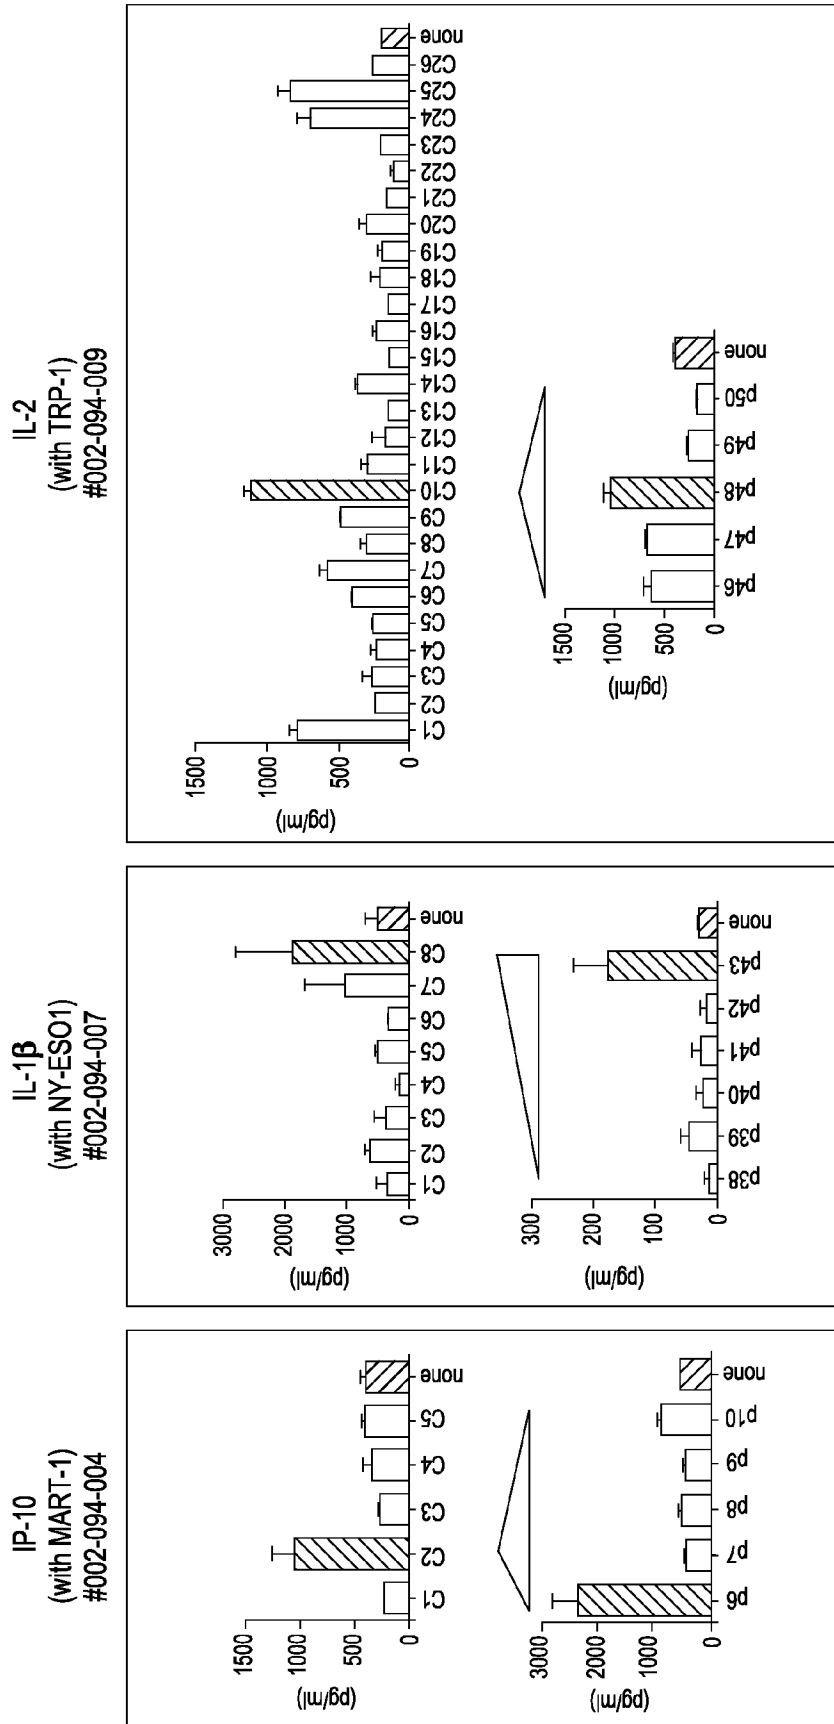 IP-10
(with MART-1)
#002-094-004
1500
1000
500
0
(pg/ml)
C1
C2
C3
C4
C5
none
3000
2000
1000
0
(pg/ml)
p6
p7
p8
p9
p10
none
IL-1β
(with NY-ESO1)
#002-094-007
3000
2000
1000
0
(pg/ml)
C1
C2
C3
C4
C5
C6
C7
C8
none
300
200
100
0
(pg/ml)
p38
p39
p40
p41
p42
p43
none
IL-2
(with TRP-1)
#002-094-009
1500
1000
500
0
(pg/ml)
C1
C2
C3
C4
C5
C6
C7
C8
C9
C10
C11
C12
C13
C14
C15
C16
C17
C18
C19
C20
C21
C22
C23
C24
C25
C26
none
1500
1000
500
0
(pg/ml)
p46
p47
p48
p49
p50
none